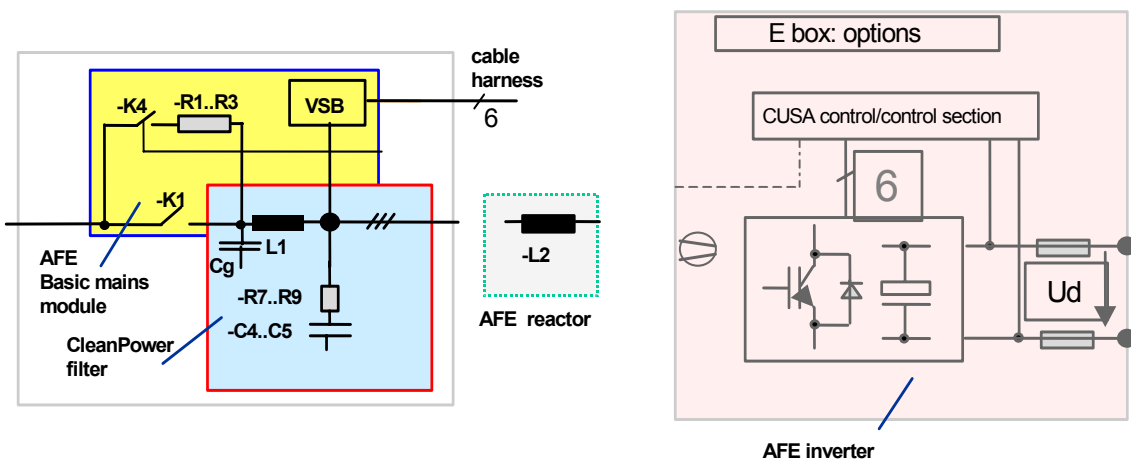 E box: options
cable
harness
6
-K4
-R1..R3
VSB
CUSA control/control section
6
-K1
L1
Cg
-L2
AFE
Basic mains
module
-R7..R9
-C4..C5
Ud
AFE reactor
CleanPower
filter
AFE inverter